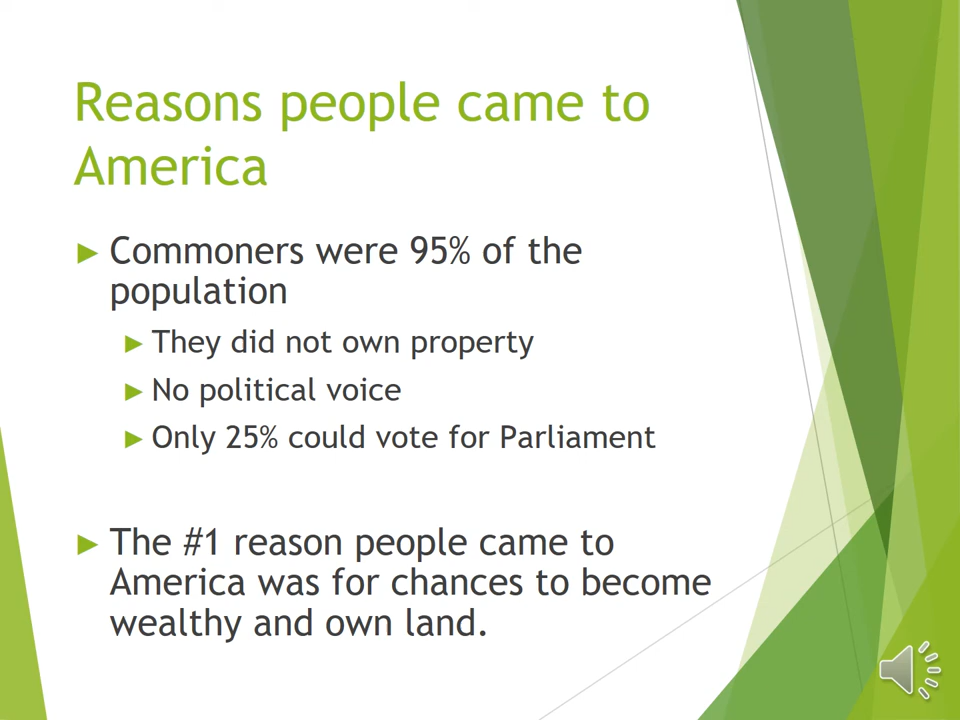 Reasons people came to
America
Commoners were 95% of the
population
They did not own property
No political voice
Only 25% could vote for Parliament
The #1 reason people came to
America was for chances to become
wealthy and own land.